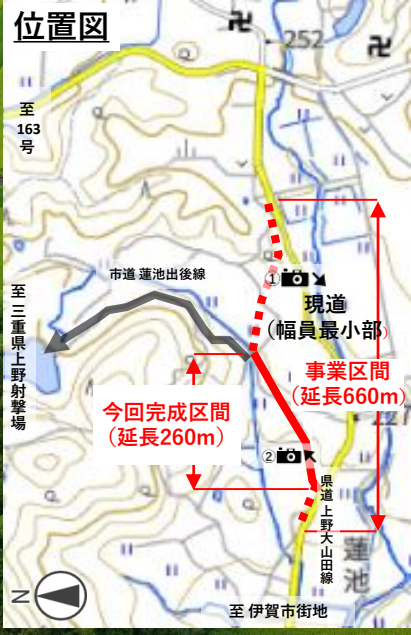 位置図
252
至
163
号
市道 蓮池出後線
①
現道
（幅員最小部）
至 三重県上野射撃場
事業区間
（延長660m）
今回完成区間
（延長260m）
221
②
県道 上野大山田線
蓮池
N
至 伊賀市街地